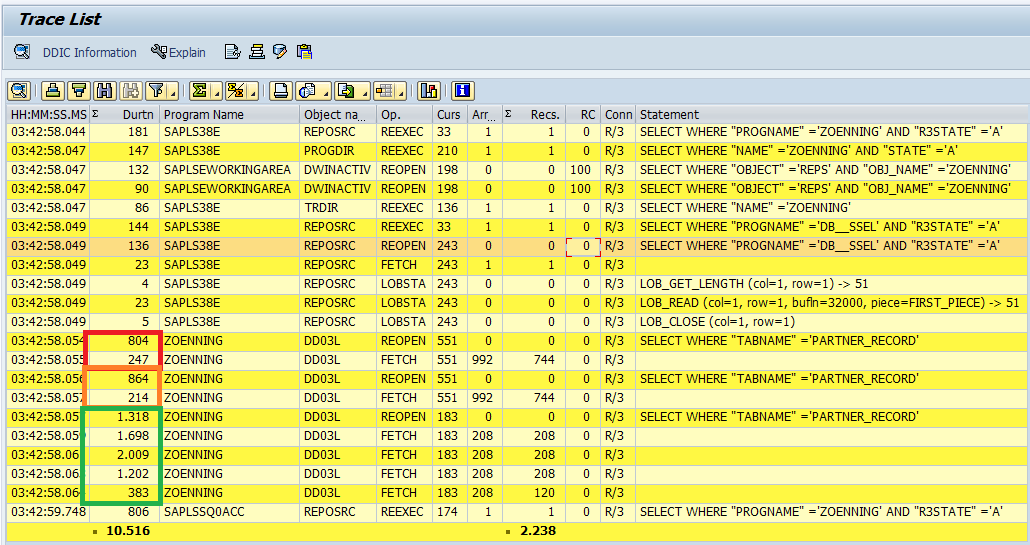 Trace List
DDIC Information Explain
HH:MM:SS.MS Σ Durtn Program Name Object na... Op. Curs Arr... Σ Recs. RC Conn Statement
03:42:58.044 181 SAPLS38E REPOSRC REEXEC 33 1 1 0 R/3 SELECT WHERE "PROGNAME" ='ZOENNING' AND "R3STATE" ='A'
03:42:58.047 147 SAPLS38E PROGDIR REEXEC 210 1 1 0 R/3 SELECT WHERE "NAME" ='ZOENNING' AND "STATE" ='A'
03:42:58.047 132 SAPLSEWORKINGAREA DWINACTIV REOPEN 198 0 0 100 R/3 SELECT WHERE "OBJECT" ='REPS' AND "OBJ_NAME" ='ZOENNING'
03:42:58.047 90 SAPLSEWORKINGAREA DWINACTIV REOPEN 198 0 0 100 R/3 SELECT WHERE "OBJECT" ='REPS' AND "OBJ_NAME" ='ZOENNING'
03:42:58.047 86 SAPLS38E TRDIR REEXEC 136 1 1 0 R/3 SELECT WHERE "NAME" ='ZOENNING'
03:42:58.049 144 SAPLS38E REPOSRC REEXEC 33 1 1 0 R/3 SELECT WHERE "PROGNAME" ='DB__SSEL' AND "R3STATE" ='A'
03:42:58.049 136 SAPLS38E REPOSRC REOPEN 243 0 0 0 R/3 SELECT WHERE "PROGNAME" ='DB__SSEL' AND "R3STATE" ='A'
03:42:58.049 23 SAPLS38E REPOSRC FETCH 243 1 1 0 R/3
03:42:58.049 4 SAPLS38E REPOSRC LOBSTA 243 0 0 0 R/3 LOB_GET_LENGTH (col=1, row=1) -> 51
03:42:58.049 23 SAPLS38E REPOSRC LOBSTA 243 0 0 0 R/3 LOB_READ (col=1, row=1, bufln=32000, piece=FIRST_PIECE) -> 51
03:42:58.049 5 SAPLS38E REPOSRC LOBSTA 243 0 0 0 R/3 LOB_CLOSE (col=1, row=1)
03:42:58.054 804 ZOENNING DD03L REOPEN 551 0 0 0 R/3 SELECT WHERE "TABNAME" ='PARTNER_RECORD'
03:42:58.055 247 ZOENNING DD03L FETCH 551 992 744 0 R/3
03:42:58.056 864 ZOENNING DD03L REOPEN 551 0 0 0 R/3 SELECT WHERE "TABNAME" ='PARTNER_RECORD'
03:42:58.057 214 ZOENNING DD03L FETCH 551 992 744 0 R/3
03:42:58.05 1.318 ZOENNING DD03L REOPEN 183 0 0 0 R/3 SELECT WHERE "TABNAME" ='PARTNER_RECORD'
03:42:58.059 1.698 ZOENNING DD03L FETCH 183 208 208 0 R/3
03:42:58.06 2.009 ZOENNING DD03L FETCH 183 208 208 0 R/3
03:42:58.06 1.202 ZOENNING DD03L FETCH 183 208 208 0 R/3
03:42:58.06 383 ZOENNING DD03L FETCH 183 208 120 0 R/3
03:42:59.748 806 SAPLSSQ0ACC REPOSRC REEXEC 174 1 1 0 R/3 SELECT WHERE "PROGNAME" ='ZOENNING' AND "R3STATE" ='A'
10.516 2.238